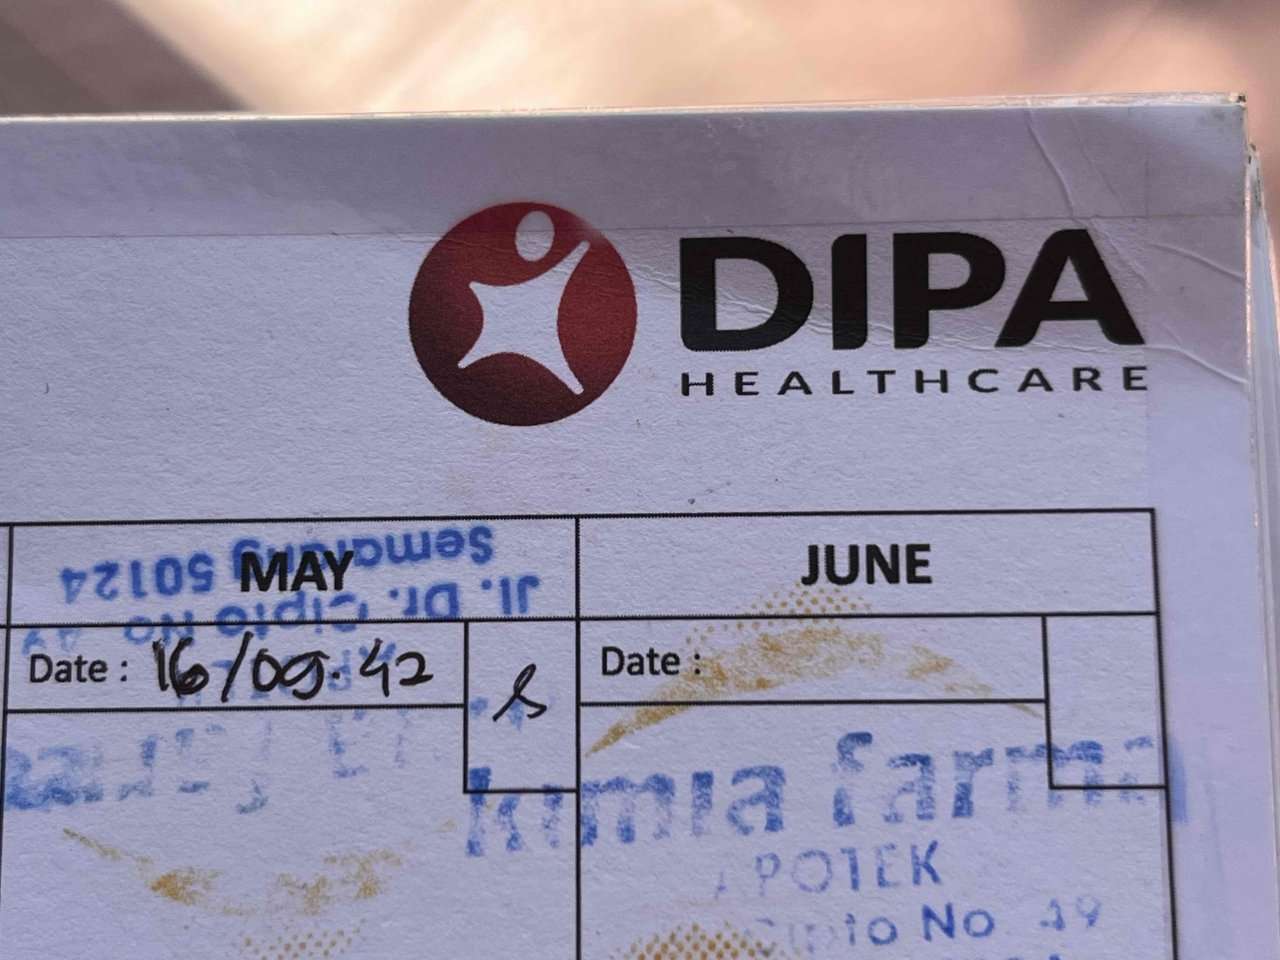 DIPA
HEALTHCARE
Jl. Dr. Cipto No 49
Semarang 50124
MAY
JUNE
Date : 16/09.42
Date :
kimia farma
APOTEK
Cipto No 49